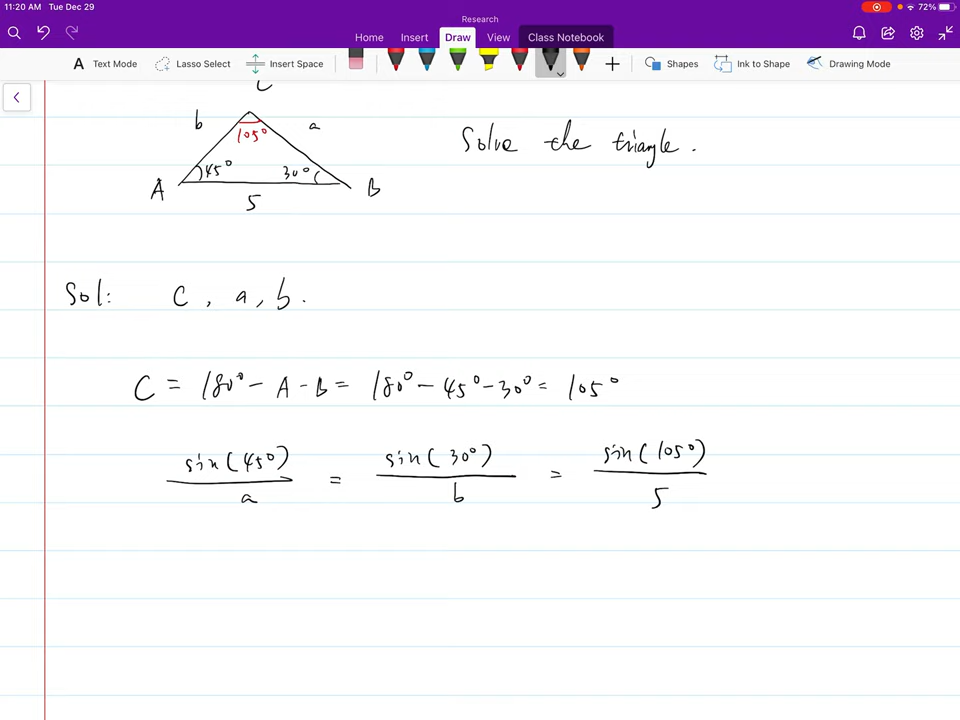 11:20 AM Tue Dec 29
72%
Research
Home Insert Draw View Class Notebook
A Text Mode Lasso Select Insert Space Shapes Ink to Shape Drawing Mode
C
b a
105°
45° 30°
A B
5
Solve the triangle.
Sol: C, a, b.
C = 180° - A - B = 180° - 45° - 30° = 105°
sin(45°)/a = sin(30°)/b = sin(105°)/5